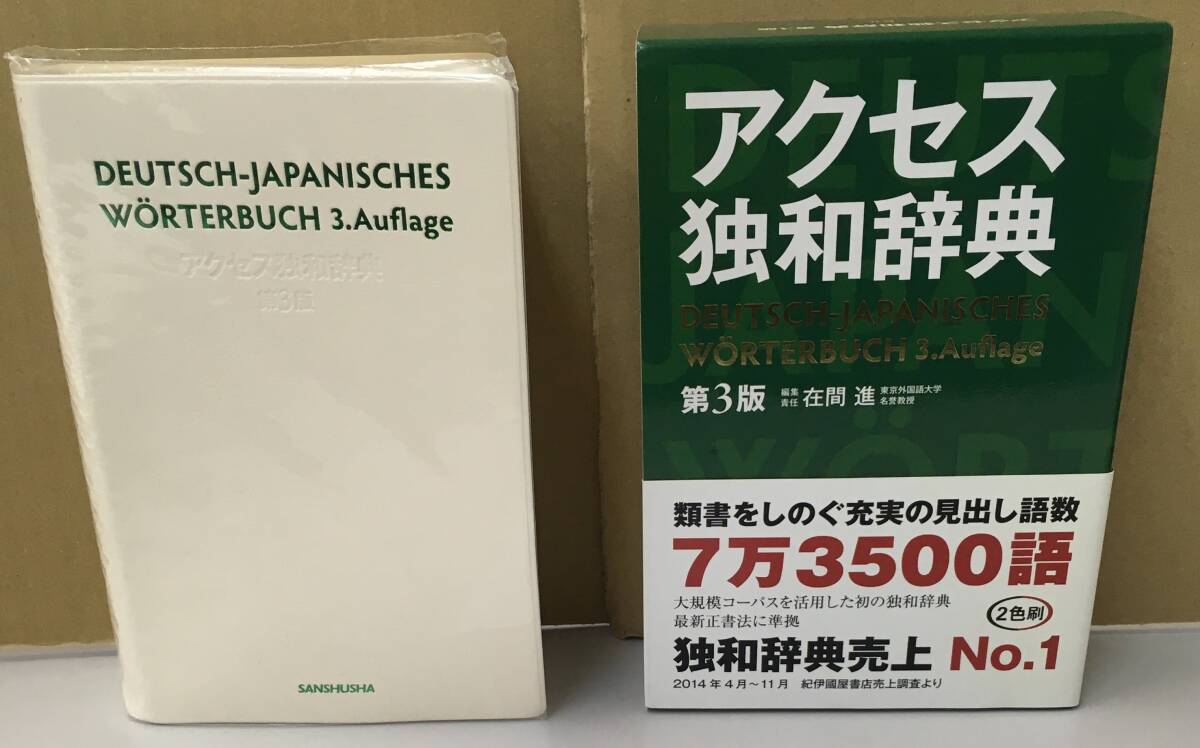 DEUTSCH-JAPANISCHES
WÖRTERBUCH 3.Auflage
アクセス独和辞典
第3版
SANSHUSHA
アクセス
独和辞典
DEUTSCH-JAPANISCHES
WÖRTERBUCH 3.Auflage
第3版 編集責任 在間 進 東京外国語大学名誉教授
類書をしのぐ充実の見出し語数
7万3500語
大規模コーパスを活用した初の独和辞典
最新正書法に準拠
2色刷
独和辞典売上 No.1
2014年4月〜11月 紀伊國屋書店売上調査より